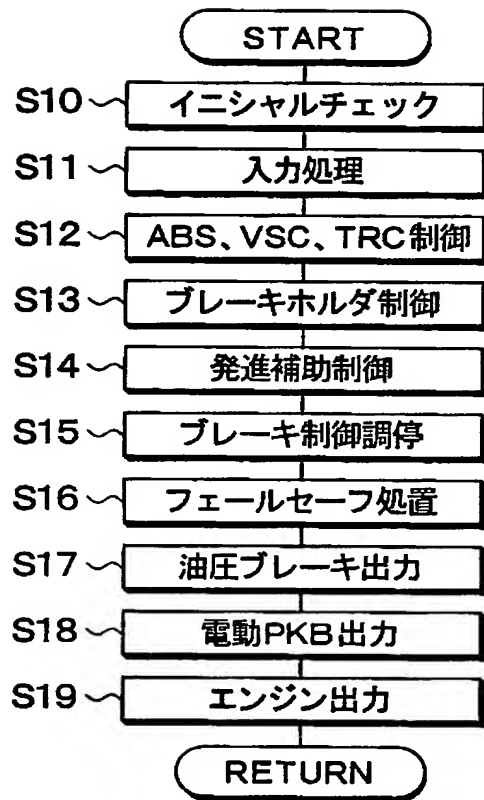 START
S10 イニシャルチェック
S11 入力処理
S12 ABS、VSC、TRC制御
S13 ブレーキホルダ制御
S14 発進補助制御
S15 ブレーキ制御調停
S16 フェールセーフ処置
S17 油圧ブレーキ出力
S18 電動PKB出力
S19 エンジン出力
RETURN